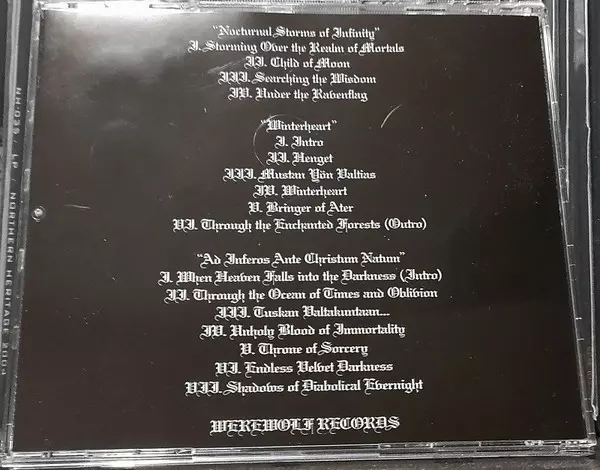 "Nocturnal Storms of Infinity"
I. Storming Over the Realm of Mortals
II. Child of Moon
III. Searching the Wisdom
IV. Under the Ravenflag
"Winterheart"
I. Intro
II. Henget
III. Mustan Yön Valtias
IV. Winterheart
V. Bringer of Ater
VI. Through the Enchanted Forests (Outro)
"Ad Inferos Ante Christum Natum"
I. When Heaven Falls into the Darkness (Intro)
II. Through the Ocean of Times and Oblivion
III. Tuskan Valtakuntaan...
IV. Unholy Blood of Immortality
V. Throne of Sorcery
VI. Endless Velvet Darkness
VII. Shadows of Diabolical Evernight
WEREWOLF RECORDS
NH-035 / LP NORTHERN HERITAGE 2004